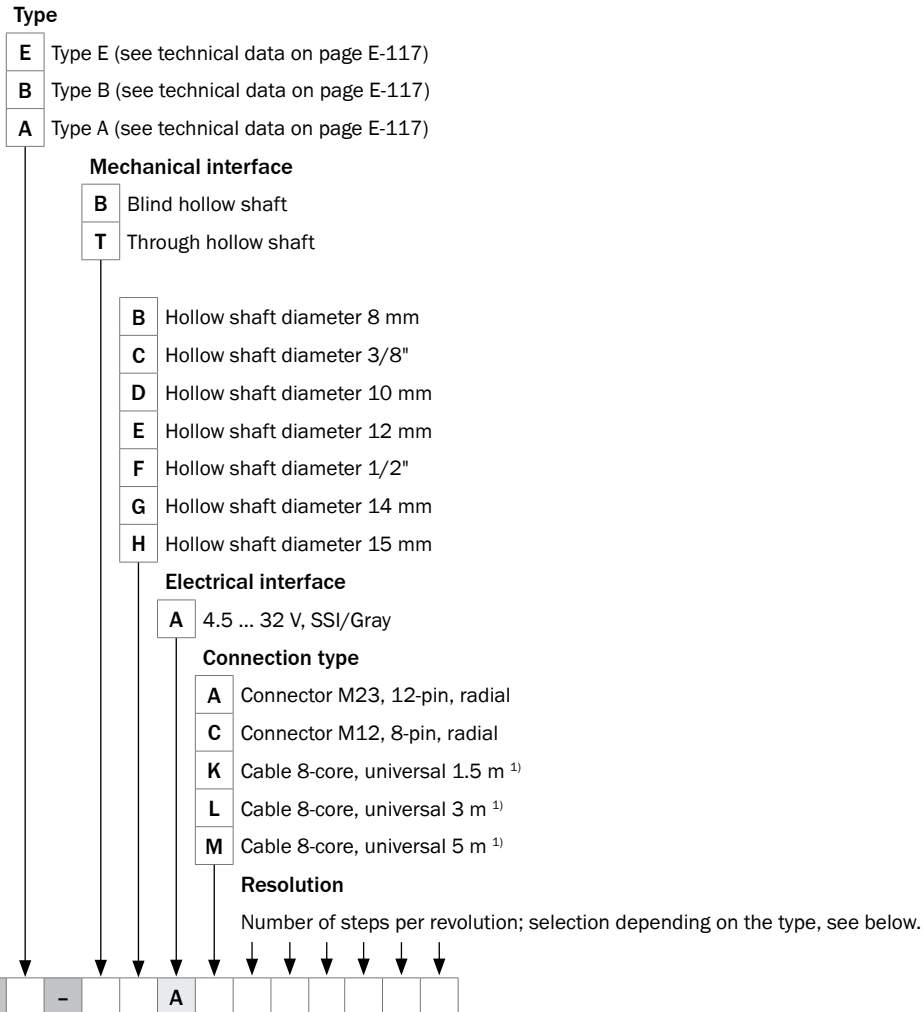 Type
E Type E (see technical data on page E-117)
B Type B (see technical data on page E-117)
A Type A (see technical data on page E-117)
Mechanical interface
B Blind hollow shaft
T Through hollow shaft
B Hollow shaft diameter 8 mm
C Hollow shaft diameter 3/8"
D Hollow shaft diameter 10 mm
E Hollow shaft diameter 12 mm
F Hollow shaft diameter 1/2"
G Hollow shaft diameter 14 mm
H Hollow shaft diameter 15 mm
Electrical interface
A 4.5 ... 32 V, SSI/Gray
Connection type
A Connector M23, 12-pin, radial
C Connector M12, 8-pin, radial
K Cable 8-core, universal 1.5 m 1)
L Cable 8-core, universal 3 m 1)
M Cable 8-core, universal 5 m 1)
Resolution
Number of steps per revolution; selection depending on the type, see below.
– A